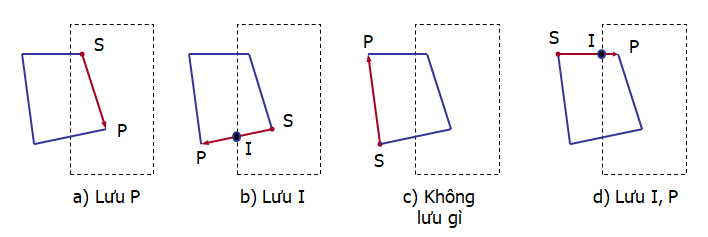 S
P
a) Lưu P
S
P
I
b) Lưu I
P
S
c) Không
lưu gì
S
I
P
d) Lưu I, P